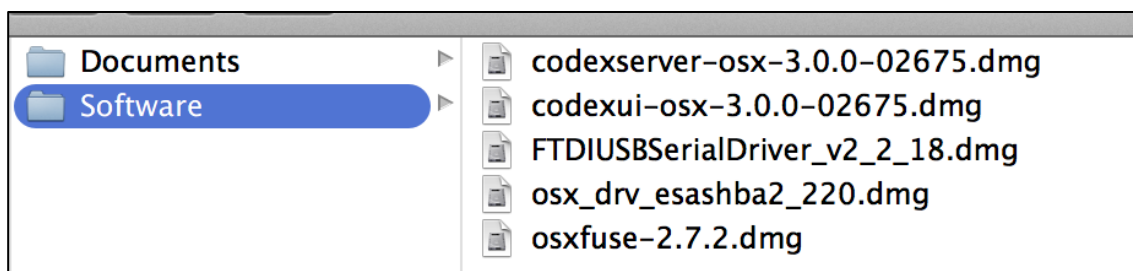 Documents
Software
codexserver-osx-3.0.0-02675.dmg
codexui-osx-3.0.0-02675.dmg
FTDIUSBSerialDriver_v2_2_18.dmg
osx_drv_esashba2_220.dmg
osxfuse-2.7.2.dmg